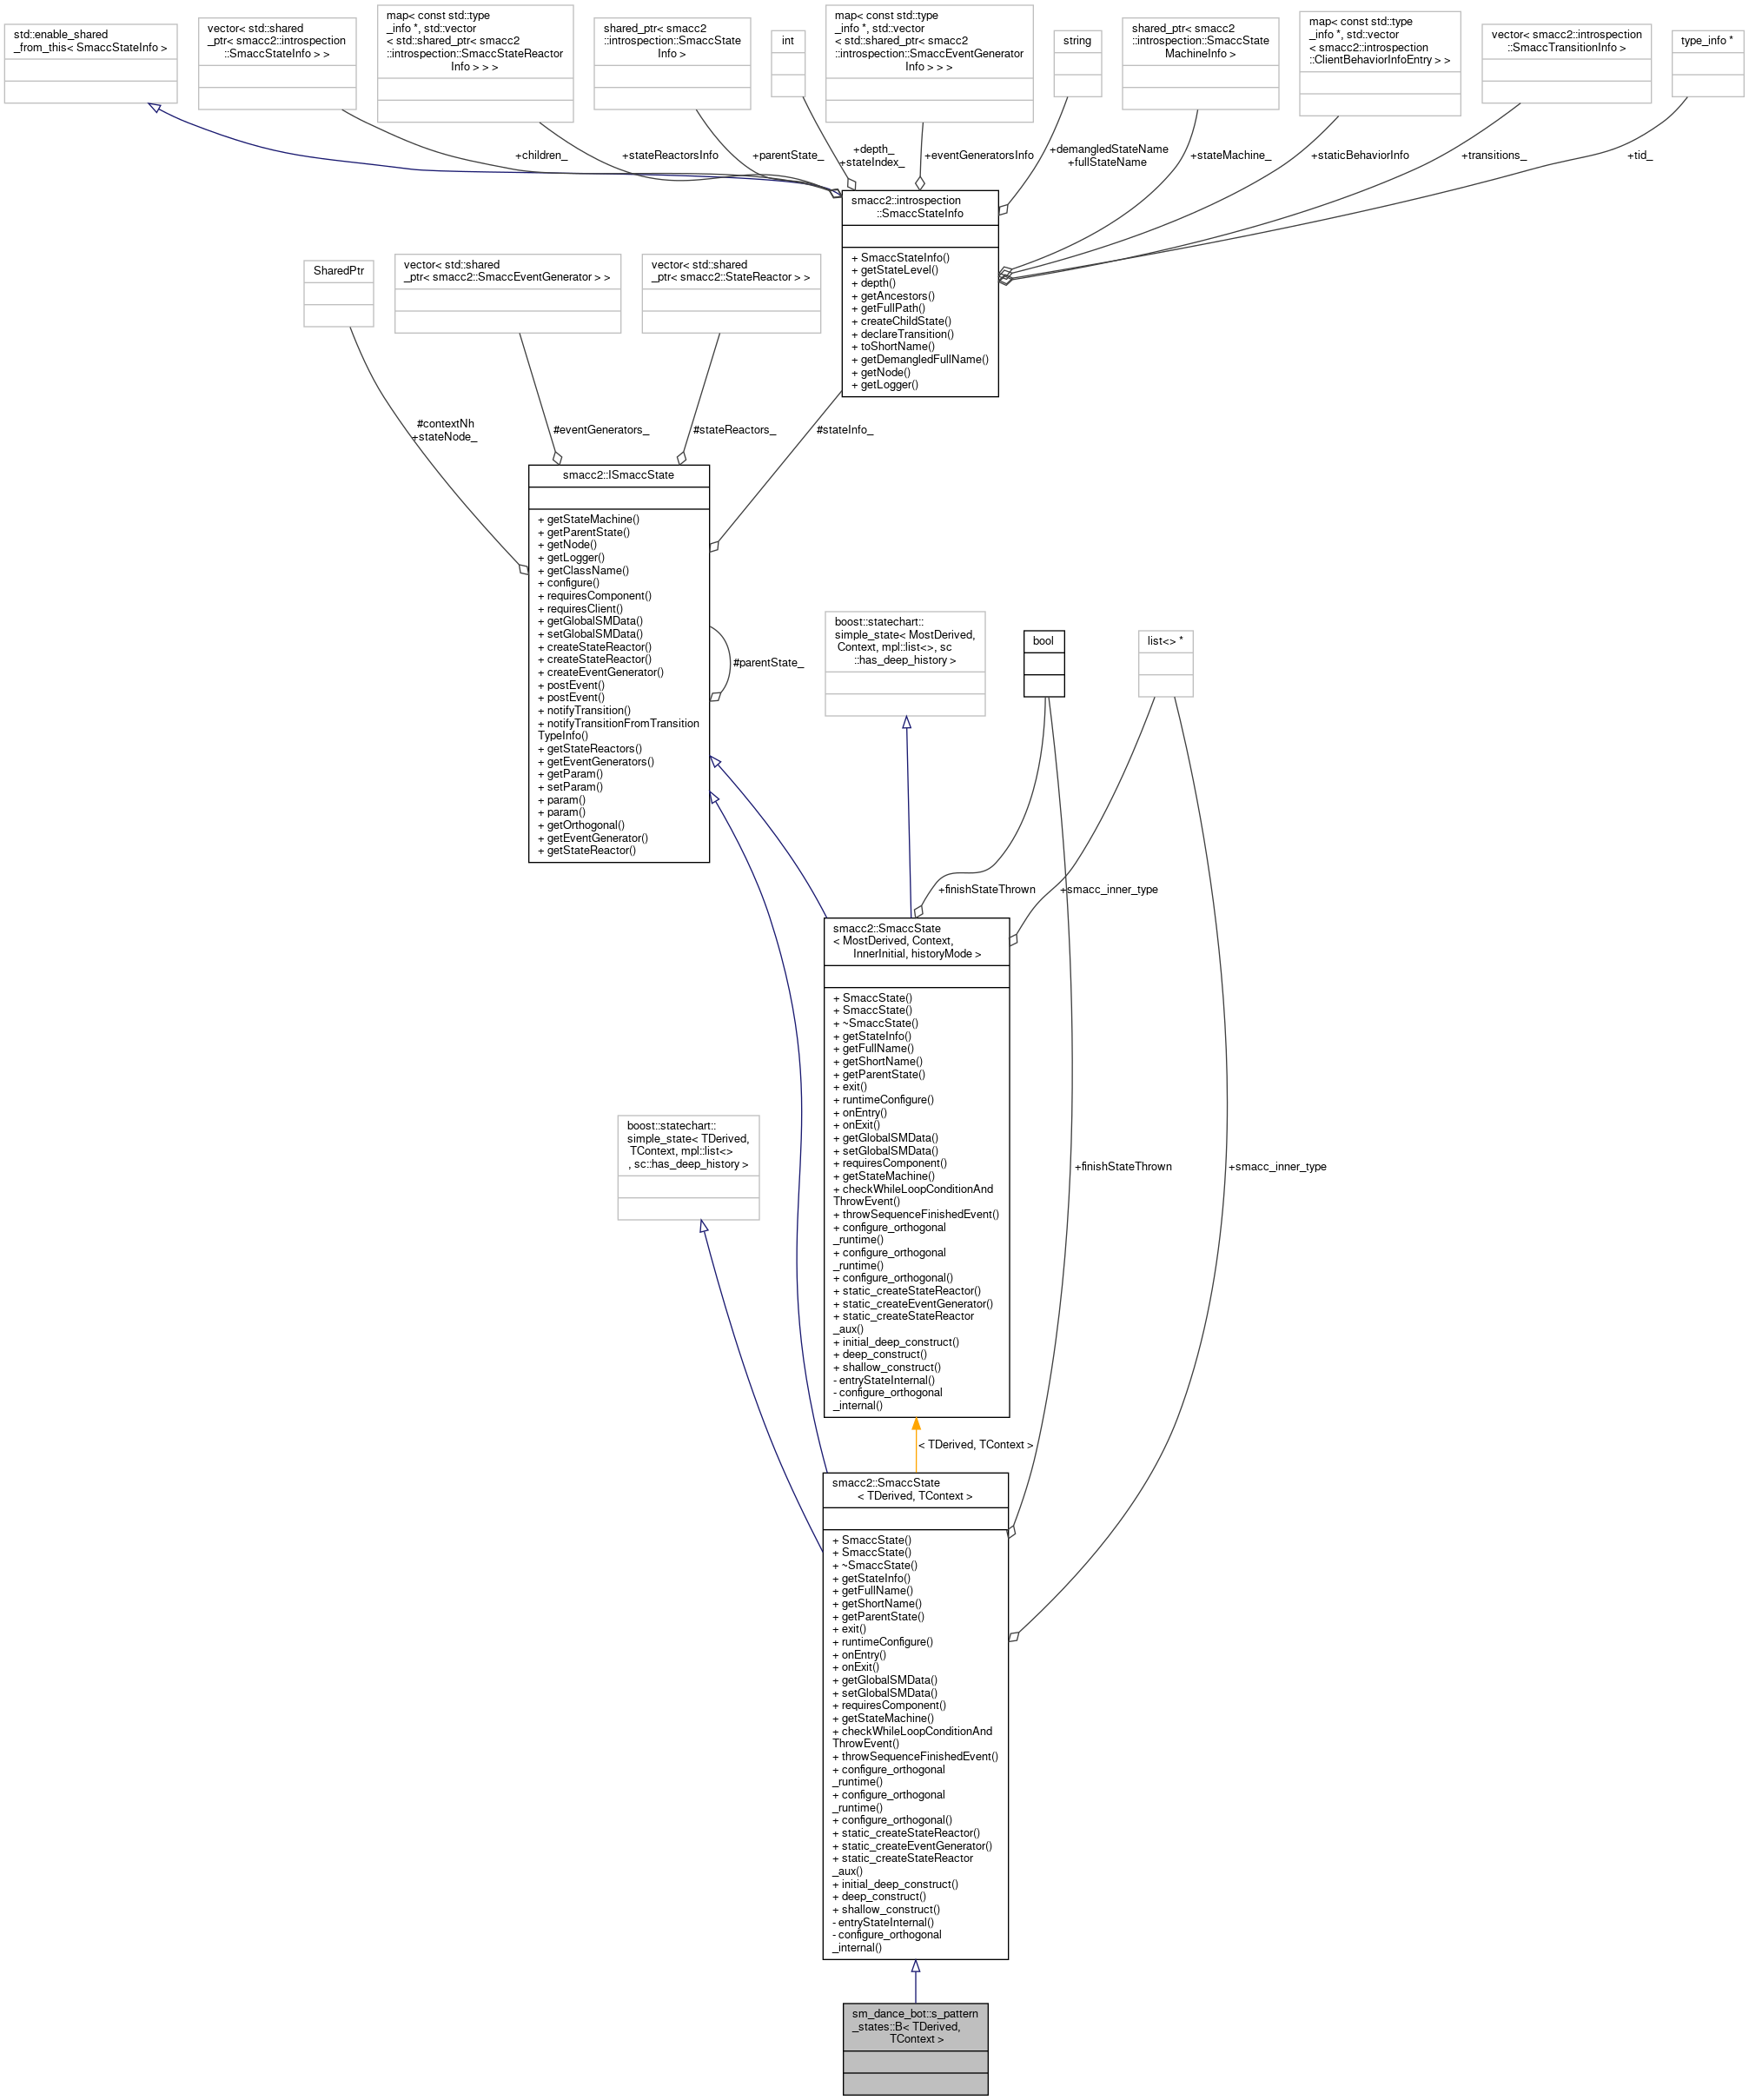 std::enable_shared
_from_this< SmaccStateInfo >
vector< std::shared
_ptr< smacc2::introspection
::SmaccStateInfo > >
map< const std::type
_info *, std::vector
< std::shared_ptr< smacc2
::introspection::SmaccStateReactor
Info > > >
shared_ptr< smacc2
::introspection::SmaccState
Info >
int
map< const std::type
_info *, std::vector
< std::shared_ptr< smacc2
::introspection::SmaccEventGenerator
Info > > >
string
shared_ptr< smacc2
::introspection::SmaccState
MachineInfo >
map< const std::type
_info *, std::vector
< smacc2::introspection
::ClientBehaviorInfoEntry > >
vector< smacc2::introspection
::SmaccTransitionInfo >
type_info *
+children_
+stateReactorsInfo
+parentState_
+depth_
+stateIndex_
+eventGeneratorsInfo
+demangledStateName
+fullStateName
+stateMachine_
+staticBehaviorInfo
+transitions_
+tid_
smacc2::introspection
::SmaccStateInfo
+ SmaccStateInfo()
+ getStateLevel()
+ depth()
+ getAncestors()
+ getFullPath()
+ createChildState()
+ declareTransition()
+ toShortName()
+ getDemangledFullName()
+ getNode()
+ getLogger()
SharedPtr
vector< std::shared
_ptr< smacc2::SmaccEventGenerator > >
vector< std::shared
_ptr< smacc2::StateReactor > >
#contextNh
+stateNode_
#eventGenerators_
#stateReactors_
#stateInfo_
smacc2::ISmaccState
+ getStateMachine()
+ getParentState()
+ getNode()
+ getLogger()
+ getClassName()
+ configure()
+ requiresComponent()
+ requiresClient()
+ getGlobalSMData()
+ setGlobalSMData()
+ createStateReactor()
+ createStateReactor()
+ createEventGenerator()
+ postEvent()
+ postEvent()
+ notifyTransition()
+ notifyTransitionFromTransition
TypeInfo()
+ getStateReactors()
+ getEventGenerators()
+ getParam()
+ setParam()
+ param()
+ param()
+ getOrthogonal()
+ getEventGenerator()
+ getStateReactor()
#parentState_
boost::statechart::
simple_state< MostDerived,
Context, mpl::list<>, sc
::has_deep_history >
bool
list<> *
+finishStateThrown
+smacc_inner_type
smacc2::SmaccState
< MostDerived, Context,
InnerInitial, historyMode >
+ SmaccState()
+ SmaccState()
+ ~SmaccState()
+ getStateInfo()
+ getFullName()
+ getShortName()
+ getParentState()
+ exit()
+ runtimeConfigure()
+ onEntry()
+ onExit()
+ getGlobalSMData()
+ setGlobalSMData()
+ requiresComponent()
+ getStateMachine()
+ checkWhileLoopConditionAnd
ThrowEvent()
+ throwSequenceFinishedEvent()
+ configure_orthogonal
_runtime()
+ configure_orthogonal
_runtime()
+ configure_orthogonal()
+ static_createStateReactor()
+ static_createEventGenerator()
+ static_createStateReactor
_aux()
+ initial_deep_construct()
+ deep_construct()
+ shallow_construct()
- entryStateInternal()
- configure_orthogonal
_internal()
boost::statechart::
simple_state< TDerived,
TContext, mpl::list<>
, sc::has_deep_history >
+finishStateThrown
+smacc_inner_type
< TDerived, TContext >
smacc2::SmaccState
< TDerived, TContext >
+ SmaccState()
+ SmaccState()
+ ~SmaccState()
+ getStateInfo()
+ getFullName()
+ getShortName()
+ getParentState()
+ exit()
+ runtimeConfigure()
+ onEntry()
+ onExit()
+ getGlobalSMData()
+ setGlobalSMData()
+ requiresComponent()
+ getStateMachine()
+ checkWhileLoopConditionAnd
ThrowEvent()
+ throwSequenceFinishedEvent()
+ configure_orthogonal
_runtime()
+ configure_orthogonal
_runtime()
+ configure_orthogonal()
+ static_createStateReactor()
+ static_createEventGenerator()
+ static_createStateReactor
_aux()
+ initial_deep_construct()
+ deep_construct()
+ shallow_construct()
- entryStateInternal()
- configure_orthogonal
_internal()
sm_dance_bot::s_pattern
_states::B< TDerived,
TContext >